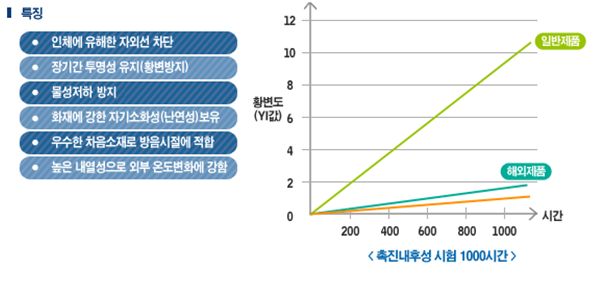 특징
인체에 유해한 자외선 차단
장기간 투명성 유지(황변방지)
물성저하 방지
화재에 강한 자기소화성(난연성)보유
우수한 차음소재로 방음시절에 적합
높은 내열성으로 외부 온도변화에 강함
12
10
8
6
4
2
0
황변도
(YI값)
일반제품
해외제품
200 400 600 800 1000
시간
< 촉진내후성 시험 1000시간 >